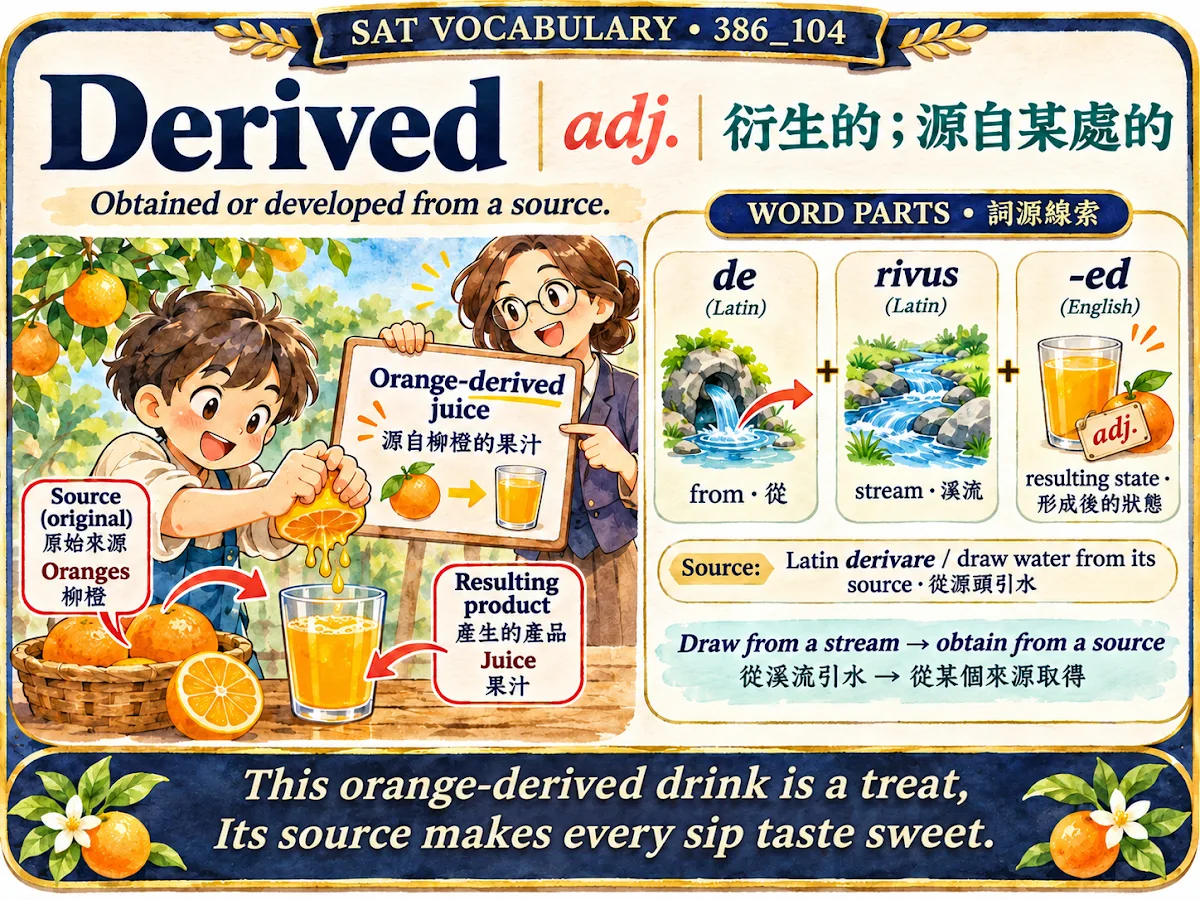 SAT VOCABULARY • 386_104
Derived
adj.
衍生的；源自某處的
Obtained or developed from a source.
Orange-derived
juice
源自柳橙的果汁
Source
(original)
原始來源
Oranges
柳橙
Resulting
product
產生的產品
Juice
果汁
WORD PARTS • 詞源線索
de
(Latin)
from · 從
+
rivus
(Latin)
stream · 溪流
+
-ed
(English)
adj.
resulting state ·
形成後的狀態
Source:
Latin derivare / draw water from its
source · 從源頭引水
Draw from a stream → obtain from a source
從溪流引水 → 從某個來源取得
This orange-derived drink is a treat,
Its source makes every sip taste sweet.